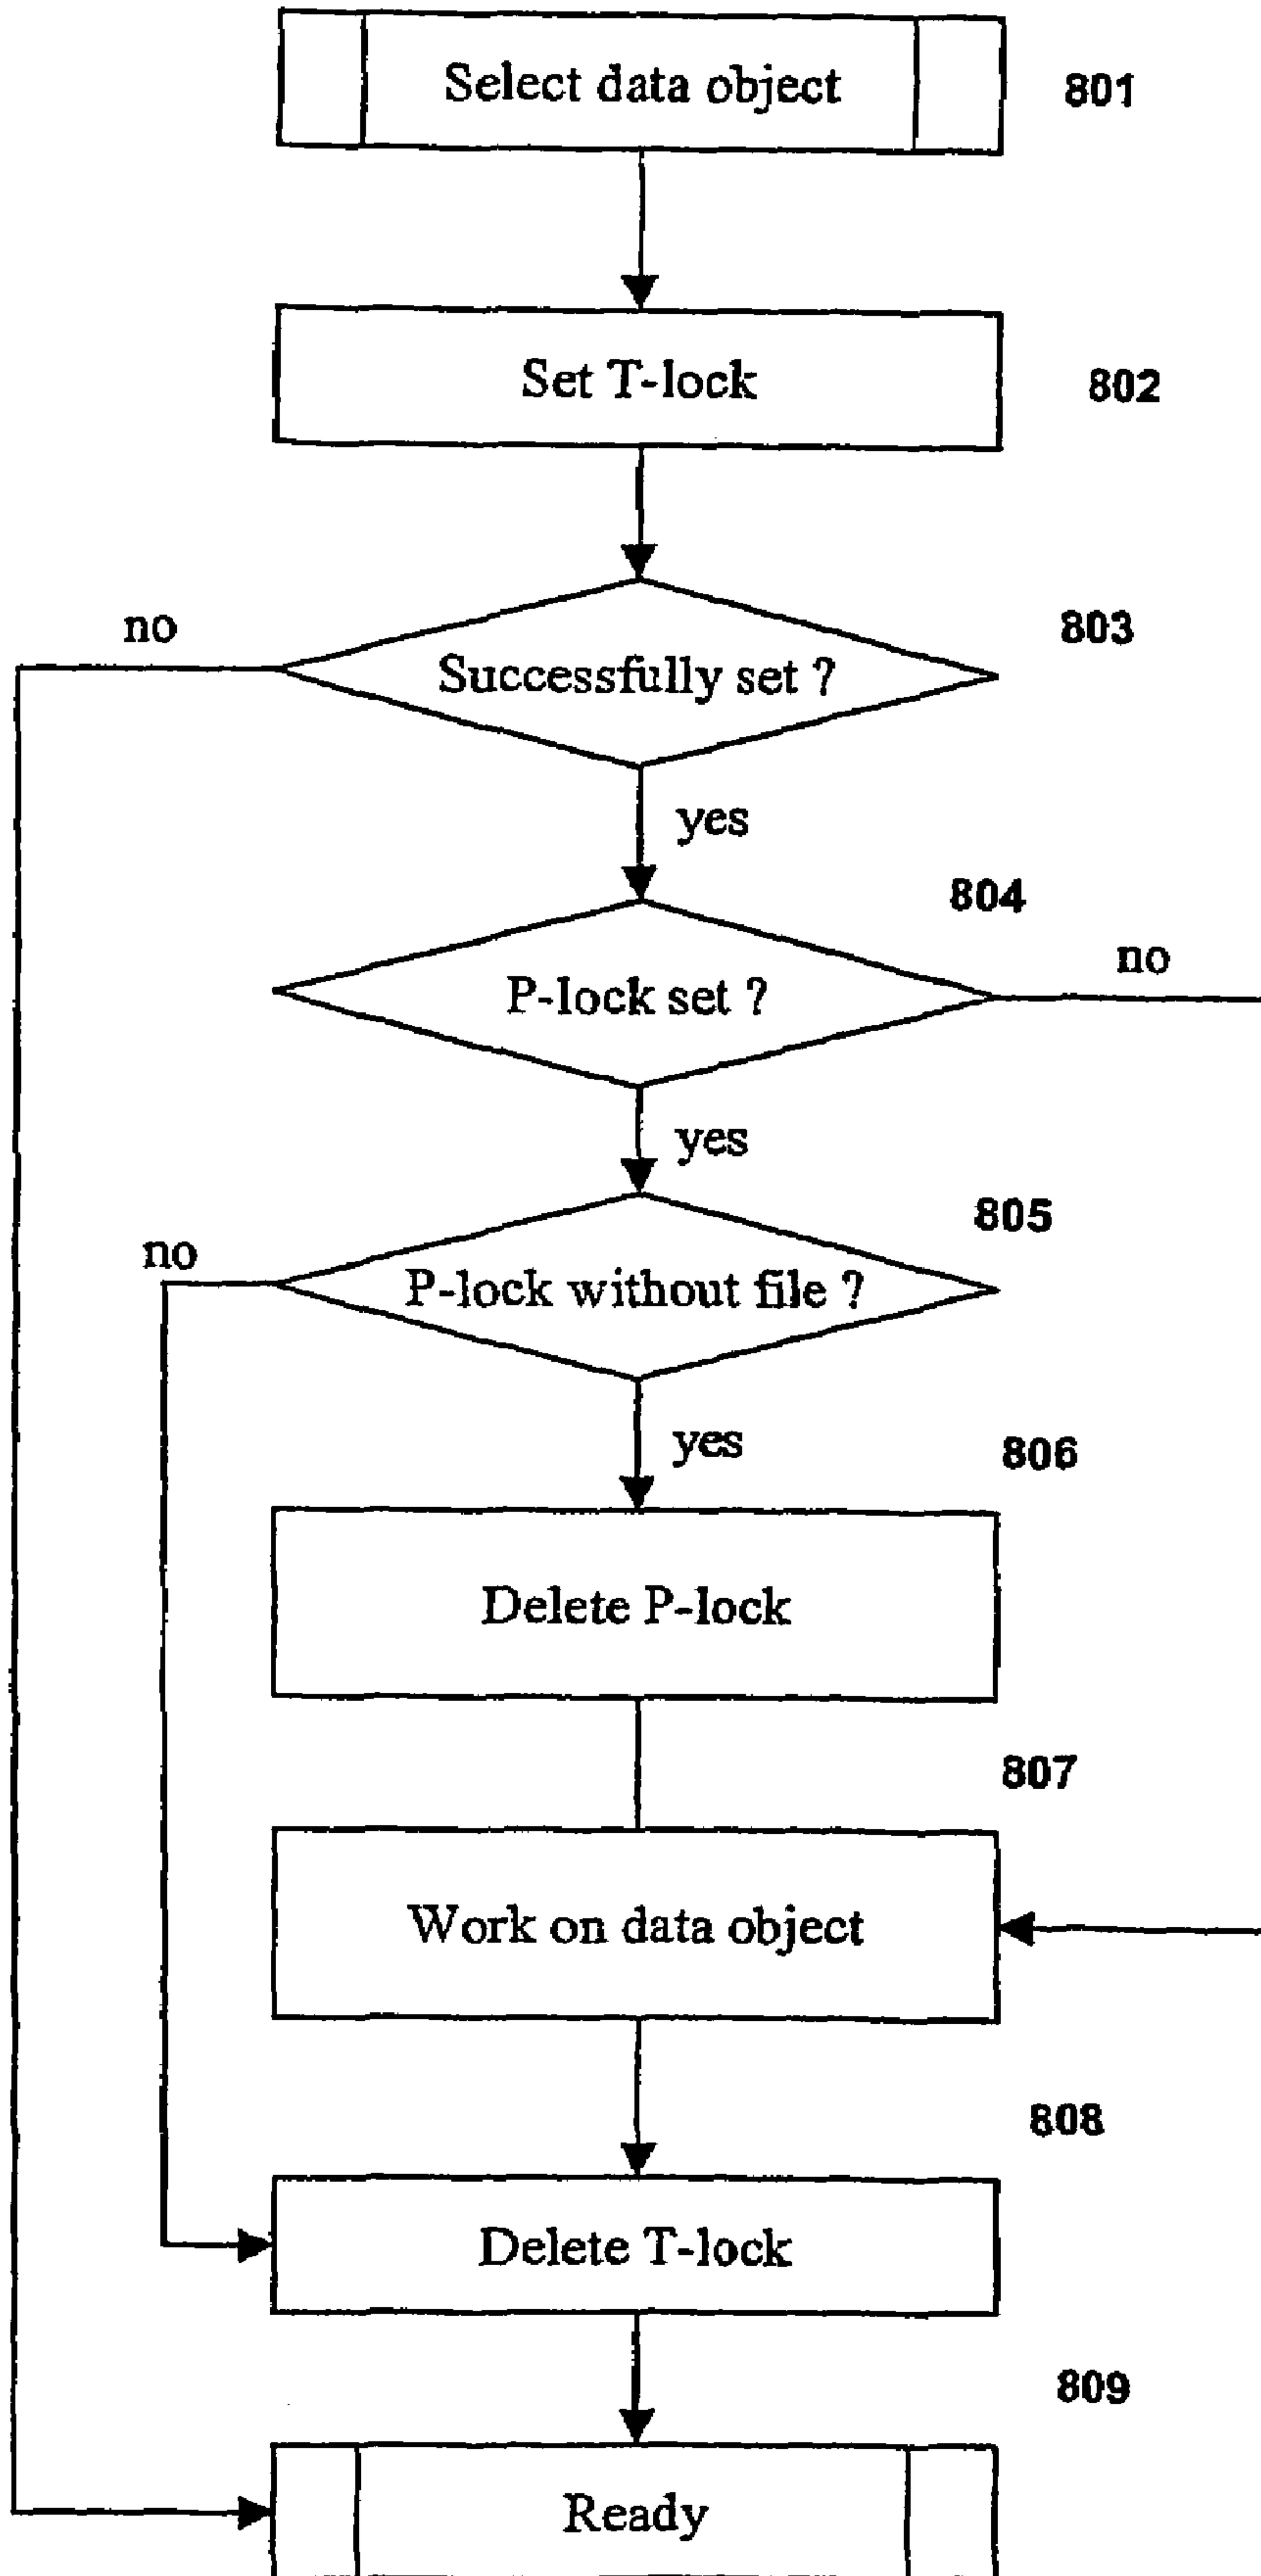 Select data object
801
Set T-lock
802
no
803
Successfully set ?
yes
804
no
P-lock set ?
yes
805
no
P-lock without file ?
yes
806
Delete P-lock
807
Work on data object
808
Delete T-lock
809
Ready